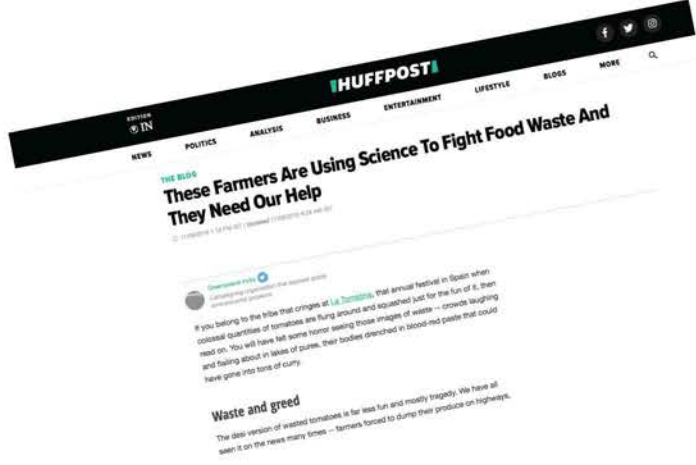 HUFFPOST
EDITION
IN
NEWS POLITICS ANALYSIS BUSINESS ENTERTAINMENT LIFESTYLE BLOGS MORE
THE BLOG
These Farmers Are Using Science To Fight Food Waste And
They Need Our Help
Greenpeace India
If you belong to the tribe that cringes at La Tomatina, that annual festival in Spain when
colossal quantities of tomatoes are flung around and squashed just for the fun of it, then
read on. You will have felt some horror seeing those images of waste -- crowds laughing
and flailing about in lakes of puree, their bodies drenched in blood-red paste that could
have gone into tons of curry.
Waste and greed
The desi version of wasted tomatoes is far less fun and mostly tragedy. We have all
seen it on the news many times -- farmers forced to dump their produce on highways,